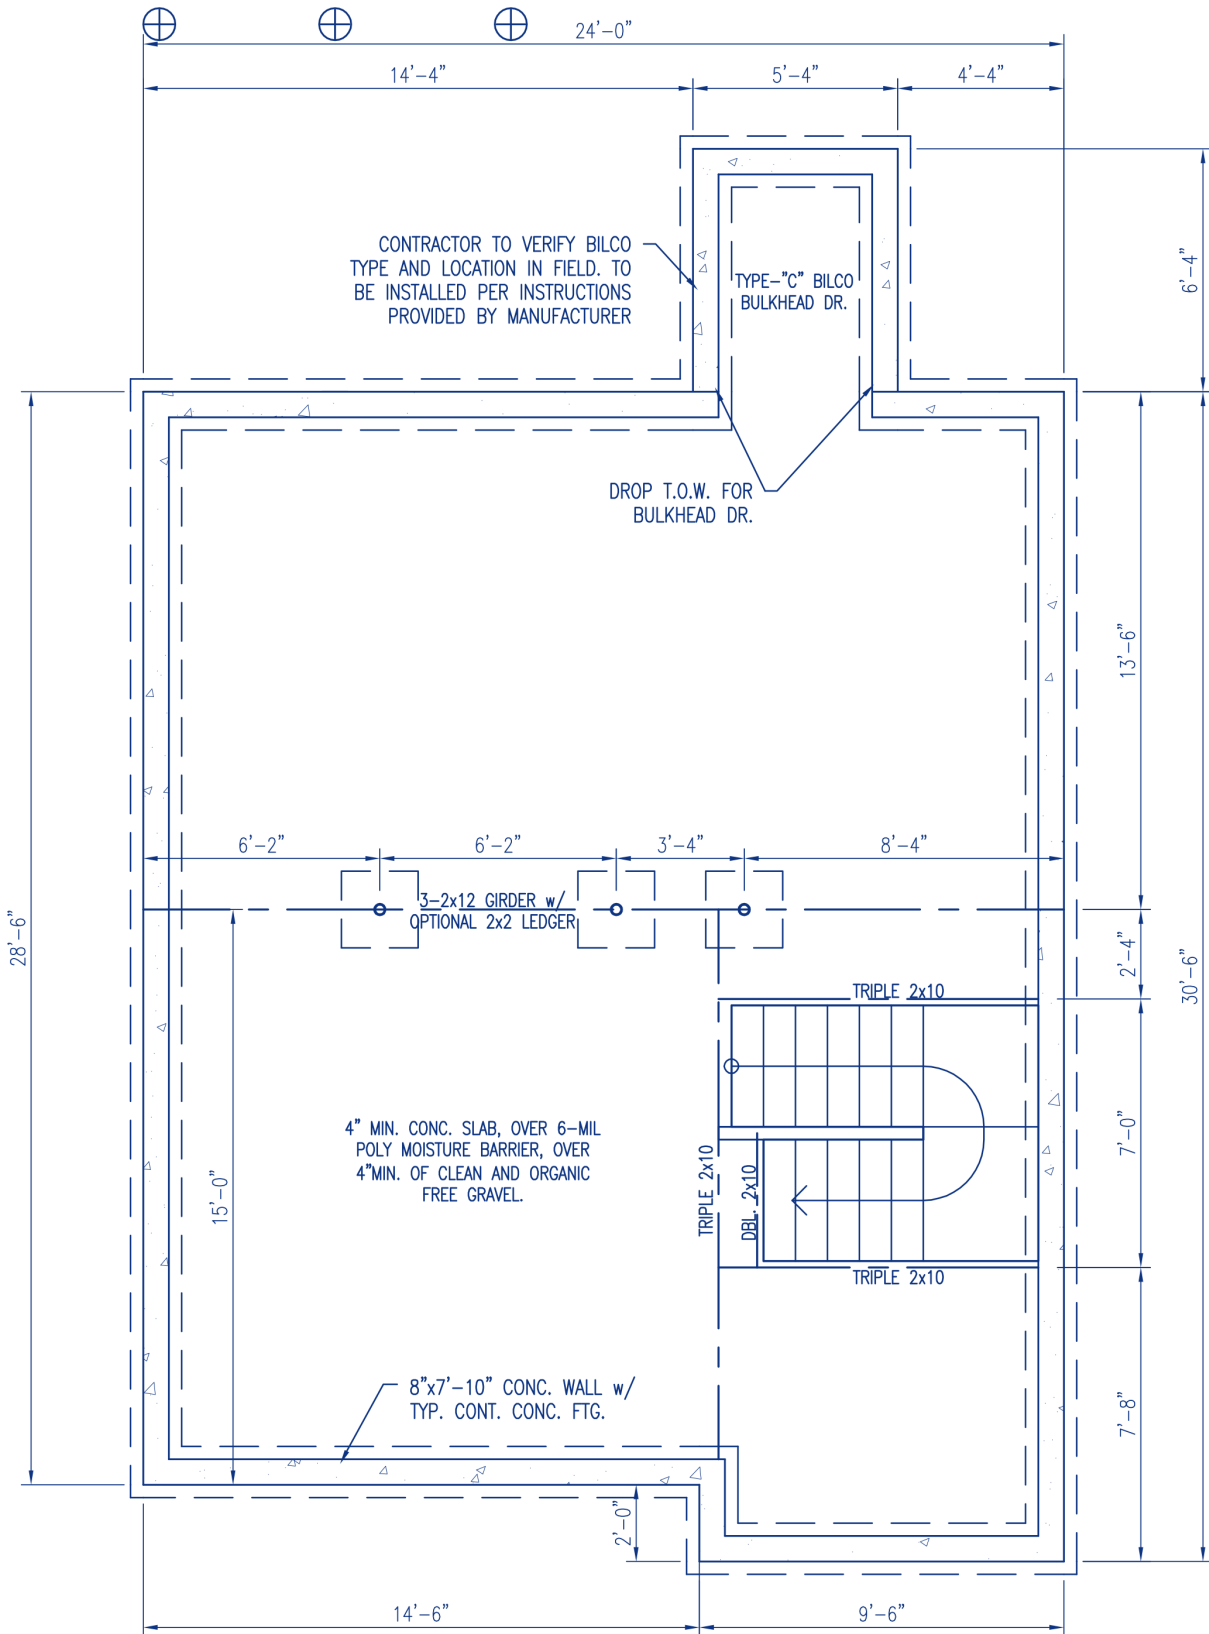 24'-0"
14'-4"
5'-4"
4'-4"
CONTRACTOR TO VERIFY BILCO
TYPE AND LOCATION IN FIELD. TO
BE INSTALLED PER INSTRUCTIONS
PROVIDED BY MANUFACTURER
TYPE-"C" BILCO
BULKHEAD DR.
6'-4"
DROP T.O.W. FOR
BULKHEAD DR.
13'-6"
6'-2"
6'-2"
3'-4"
8'-4"
3-2x12 GIRDER w/
OPTIONAL 2x2 LEDGER
28'-6"
2'-4"
30'-6"
TRIPLE 2x10
4" MIN. CONC. SLAB, OVER 6-MIL
POLY MOISTURE BARRIER, OVER
4"MIN. OF CLEAN AND ORGANIC
FREE GRAVEL.
15'-0"
TRIPLE 2x10
DBL. 2x10
7'-0"
TRIPLE 2x10
8"x7'-10" CONC. WALL w/
TYP. CONT. CONC. FTG.
7'-8"
2'-0"
14'-6"
9'-6"